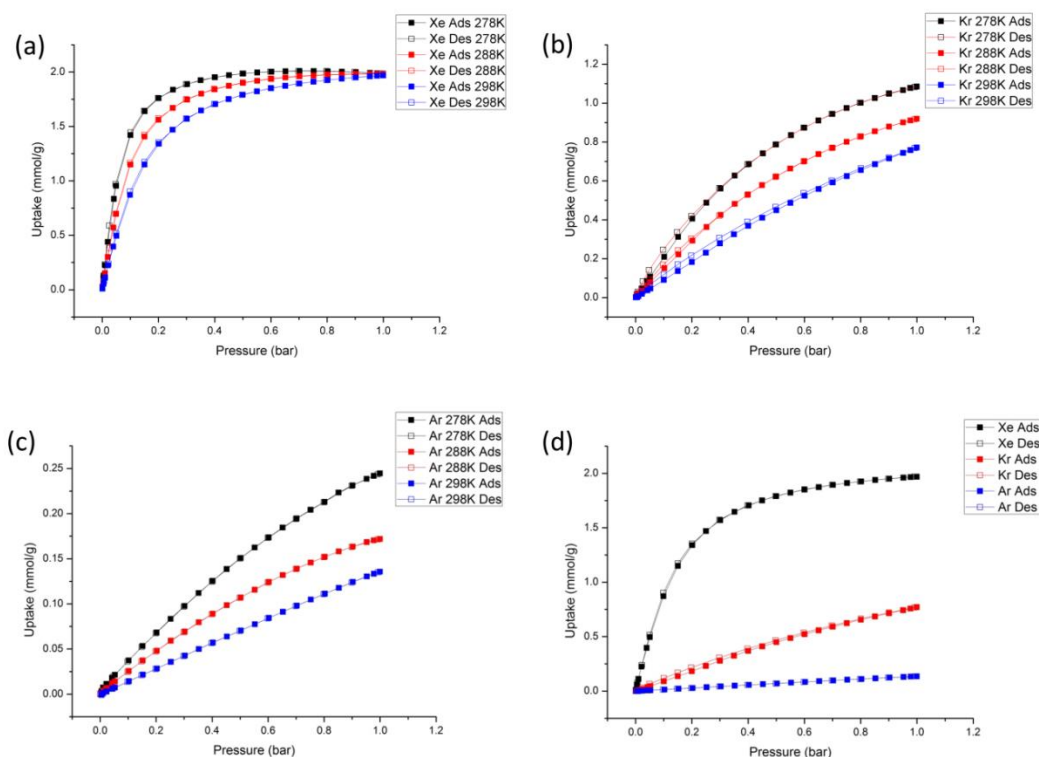 (a)
Xe Ads 278K
Xe Des 278K
Xe Ads 288K
Xe Des 288K
Xe Ads 298K
Xe Des 298K
2.0
1.5
1.0
0.5
0.0
Uptake (mmol/g)
0.0 0.2 0.4 0.6 0.8 1.0 1.2
Pressure (bar)
(b)
Kr 278K Ads
Kr 278K Des
Kr 288K Ads
Kr 288K Des
Kr 298K Ads
Kr 298K Des
1.2
1.0
0.8
0.6
0.4
0.2
0.0
Uptake (mmol/g)
0.0 0.2 0.4 0.6 0.8 1.0 1.2
Pressure (bar)
(c)
Ar 278K Ads
Ar 278K Des
Ar 288K Ads
Ar 288K Des
Ar 298K Ads
Ar 298K Des
0.25
0.20
0.15
0.10
0.05
0.00
Uptake (mmol/g)
0.0 0.2 0.4 0.6 0.8 1.0 1.2
Pressure (bar)
(d)
Xe Ads
Xe Des
Kr Ads
Kr Des
Ar Ads
Ar Des
2.0
1.5
1.0
0.5
0.0
Uptake (mmol/g)
0.0 0.2 0.4 0.6 0.8 1.0 1.2
Pressure (bar)